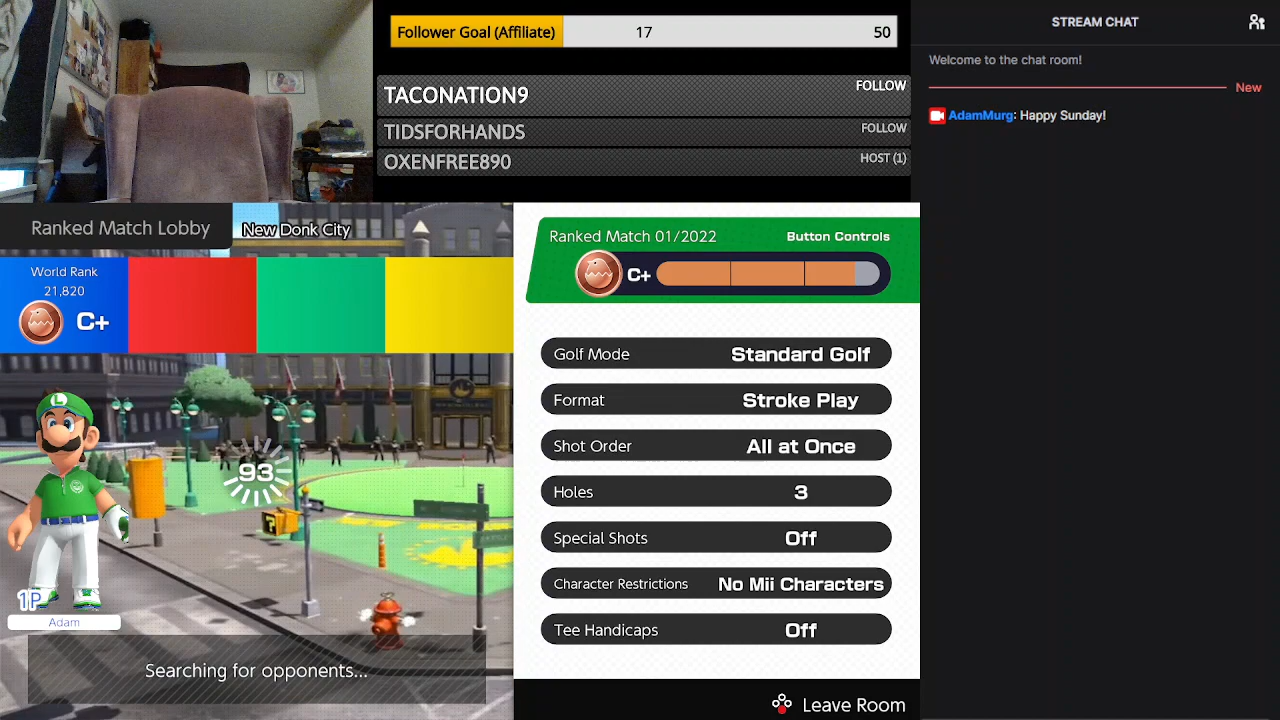 Follower Goal (Affiliate) 17 50
TACONATION9 FOLLOW
TIDSFORHANDS FOLLOW
OXENFREE890 HOST (1)
STREAM CHAT
Welcome to the chat room!
New
AdamMurg: Happy Sunday!
Ranked Match Lobby
New Donk City
World Rank
21,820
C+
L
93
1P
Adam
Searching for opponents...
Ranked Match 01/2022 Button Controls
C+
Golf Mode Standard Golf
Format Stroke Play
Shot Order All at Once
Holes 3
Special Shots Off
Character Restrictions No Mii Characters
Tee Handicaps Off
Leave Room